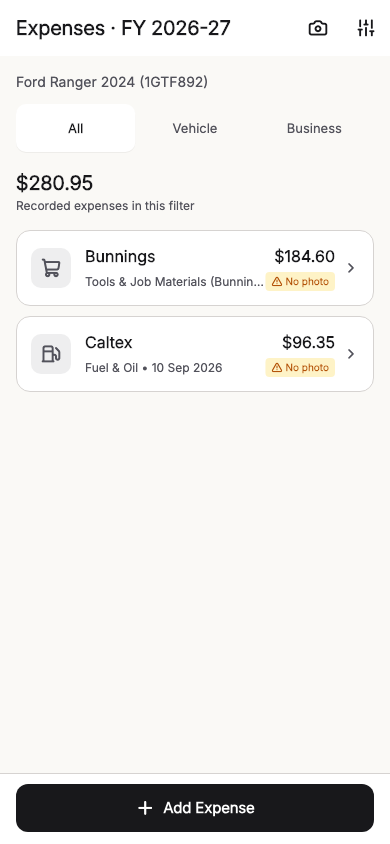 Expenses · FY 2026-27
Ford Ranger 2024 (1GTF892)
All
Vehicle
Business
$280.95
Recorded expenses in this filter
Bunnings
$184.60
Tools & Job Materials (Bunnin...
No photo
Caltex
$96.35
Fuel & Oil • 10 Sep 2026
No photo
Add Expense